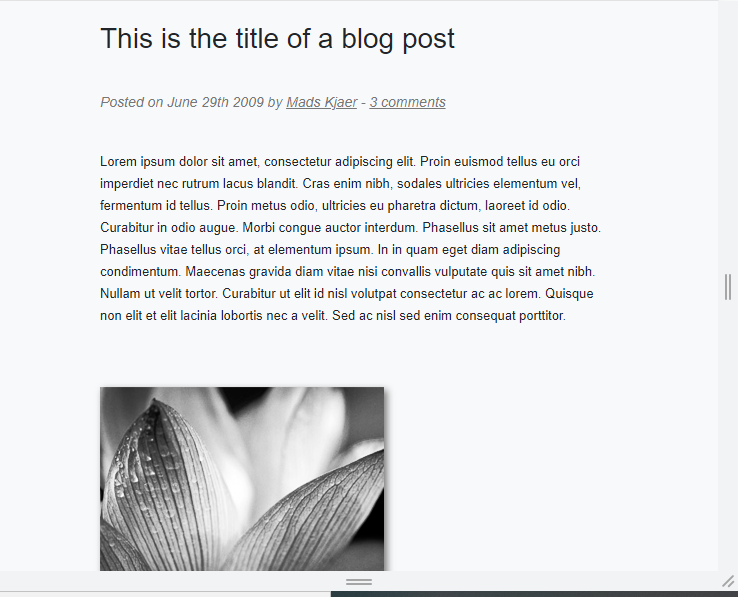 This is the title of a blog post
Posted on June 29th 2009 by Mads Kjaer - 3 comments
Lorem ipsum dolor sit amet, consectetur adipiscing elit. Proin euismod tellus eu orci
imperdiet nec rutrum lacus blandit. Cras enim nibh, sodales ultricies elementum vel,
fermentum id tellus. Proin metus odio, ultricies eu pharetra dictum, laoreet id odio.
Curabitur in odio augue. Morbi congue auctor interdum. Phasellus sit amet metus justo.
Phasellus vitae tellus orci, at elementum ipsum. In in quam eget diam adipiscing
condimentum. Maecenas gravida diam vitae nisi convallis vulputate quis sit amet nibh.
Nullam ut velit tortor. Curabitur ut elit id nisl volutpat consectetur ac ac lorem. Quisque
non elit et elit lacinia lobortis nec a velit. Sed ac nisl sed enim consequat porttitor.